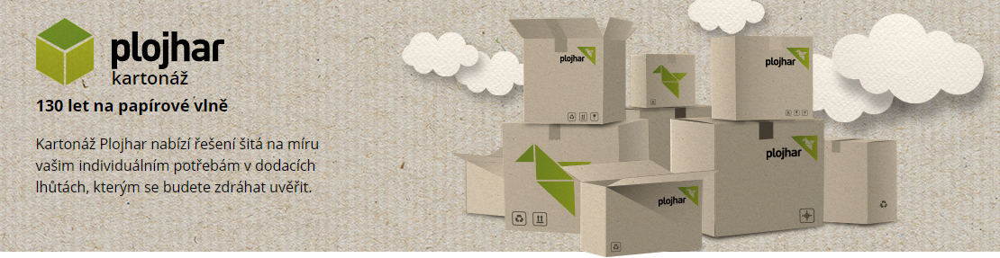 plojhar
kartonáž
130 let na papírové vlně
Kartonáž Plojhar nabízí řešení šitá na míru
vašim individuálním potřebám v dodacích
lhůtách, kterým se budete zdráhat uvěřit.
plojhar
plojhar
plojhar
plojhar